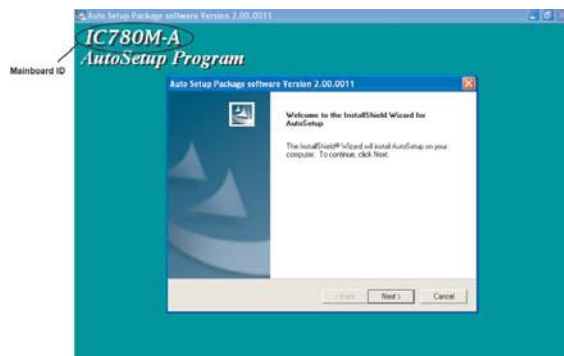 Auto Setup Package software Version 2.00.0011
IC780M-A
AutoSetup Program
Mainboard ID
Auto Setup Package software Version 2.00.0011
Welcome to the InstallShield Wizard for
AutoSetup
The InstallShield® Wizard will install AutoSetup on your
computer. To continue, click Next.
< Back
Next >
Cancel